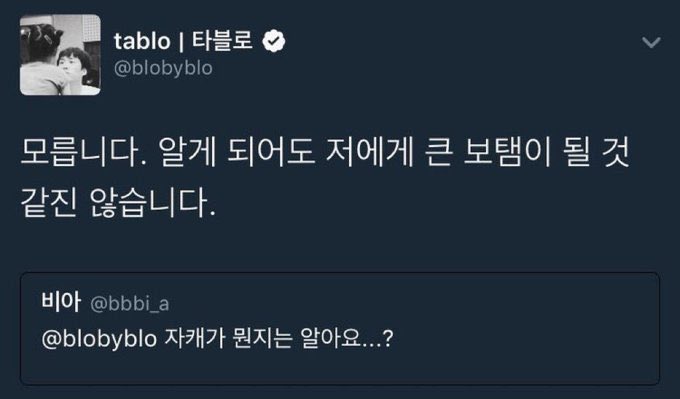 tablo | 타블로
@blobyblo
모릅니다. 알게 되어도 저에게 큰 보탬이 될 것
같진 않습니다.
비아 @bbbi_a
@blobyblo 자캐가 뭔지는 알아요...?